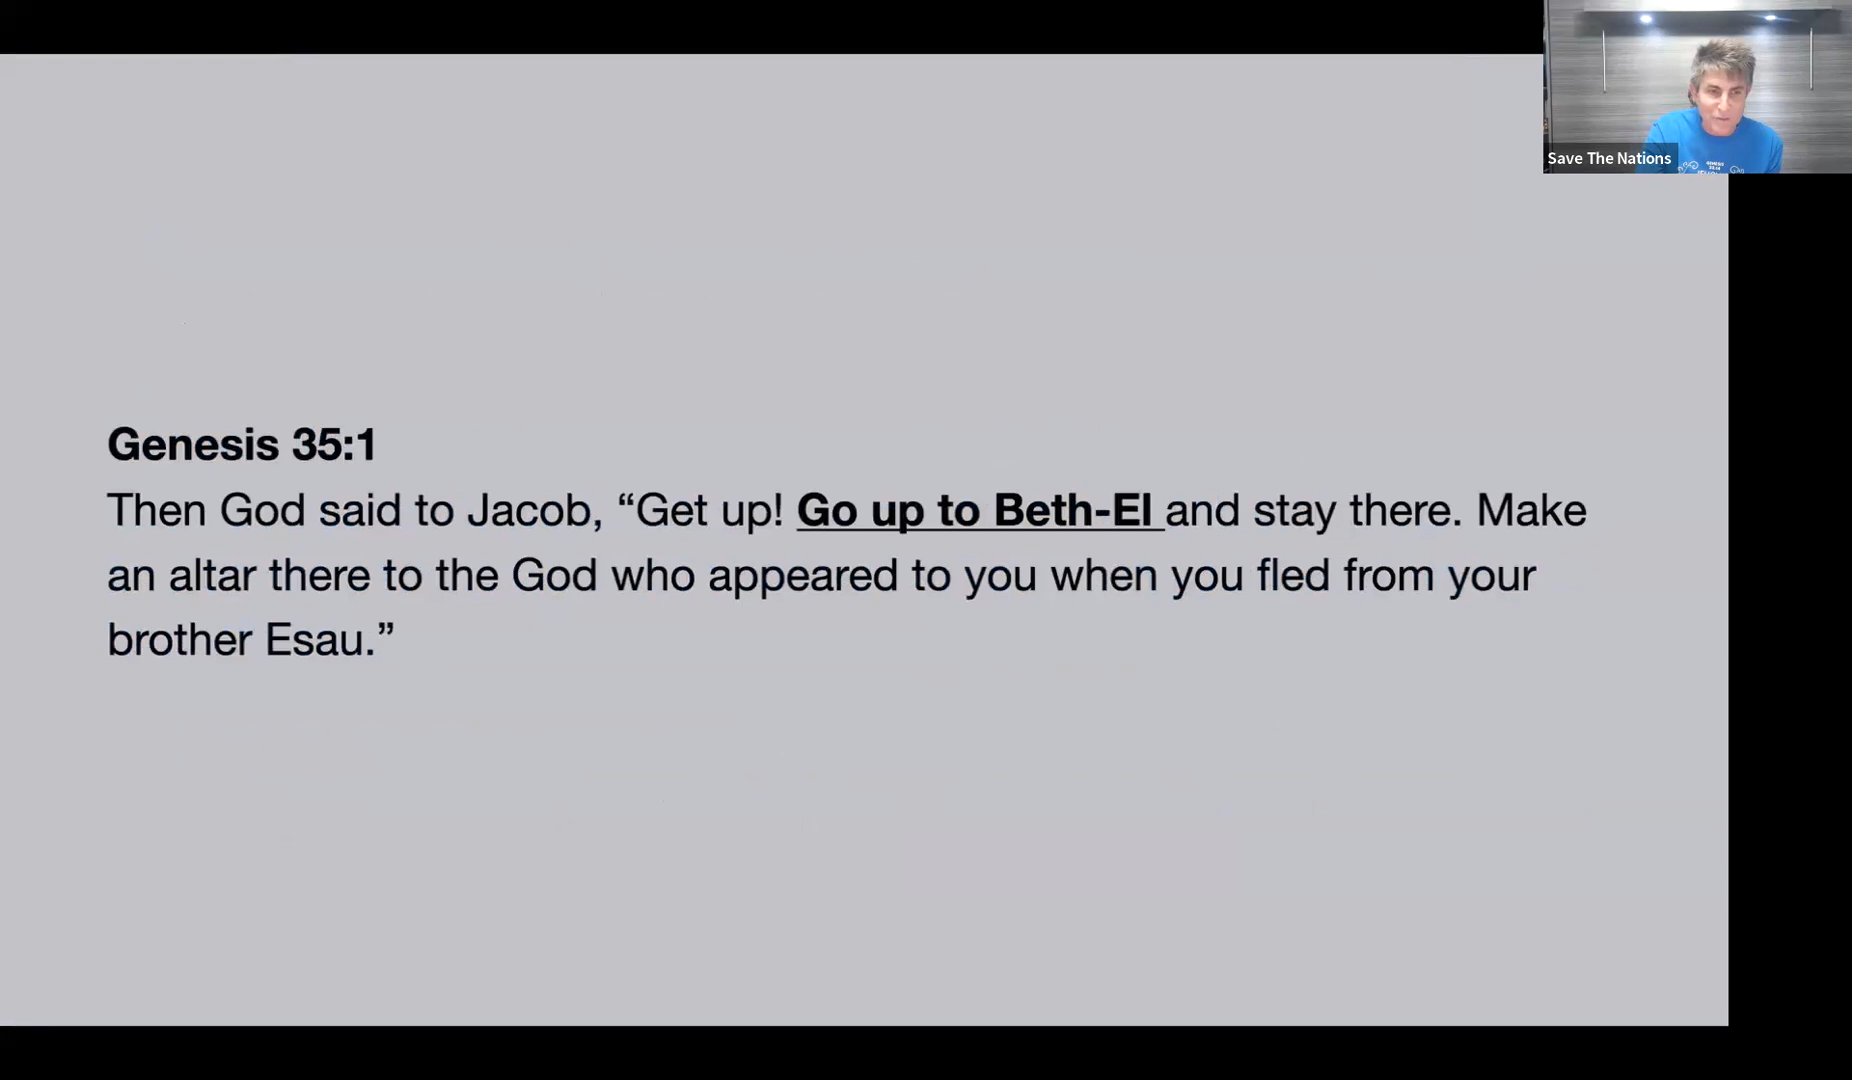 Save The Nations
GENESIS
Genesis 35:1
Then God said to Jacob, “Get up! Go up to Beth-El and stay there. Make
an altar there to the God who appeared to you when you fled from your
brother Esau.”